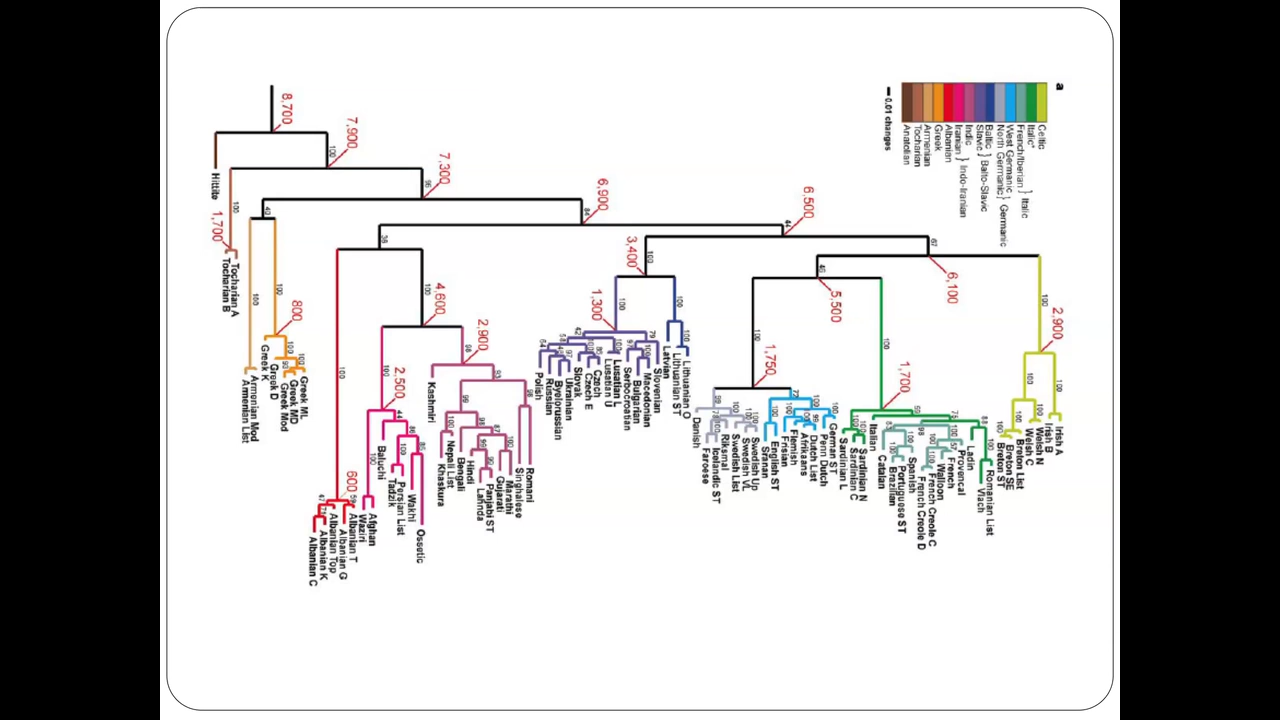 a
Celtic
Italic*
French/Iberian } Italic
West Germanic
North Germanic } Germanic
Baltic
Slavic } Balto-Slavic
Indic
Iranian } Indo-Iranian
Albanian
Greek
Armenian
Tocharian
Anatolian
0.01 changes
8,700
7,900
7,300
6,900
6,500
6,100
5,500
2,900
1,700
1,750
3,400
1,300
4,600
2,900
2,500
600
800
1,700
Irish A
Irish B
Welsh N
Welsh C
Breton List
Breton SE
Breton ST
Romanian List
Vlach
Ladin
Provencal
French
Walloon
French Creole C
French Creole D
Spanish
Portuguese ST
Brazilian
Catalan
Italian
Sardinian N
Sardinian C
Sardinian L
German ST
Penn Dutch
Dutch List
Afrikaans
Flemish
Frisian
English ST
Sranan
Swedish Up
Swedish VL
Swedish List
Riksmal
Icelandic ST
Faroese
Danish
Lithuanian O
Lithuanian ST
Latvian
Slovenian
Macedonian
Bulgarian
Serbocroatian
Lusatian L
Lusatian U
Czech
Czech E
Slovak
Ukrainian
Byelorussian
Russian
Polish
Romani
Singhalese
Marathi
Gujarati
Panjabi ST
Lahnda
Hindi
Bengali
Nepali List
Khaskura
Kashmiri
Ossetic
Wakhi
Persian List
Tadzik
Baluchi
Afghan
Waziri
Albanian T
Albanian G
Albanian Top
Albanian K
Albanian C
Greek ML
Greek MD
Greek Mod
Greek D
Greek K
Armenian Mod
Armenian List
Tocharian A
Tocharian B
Hittite